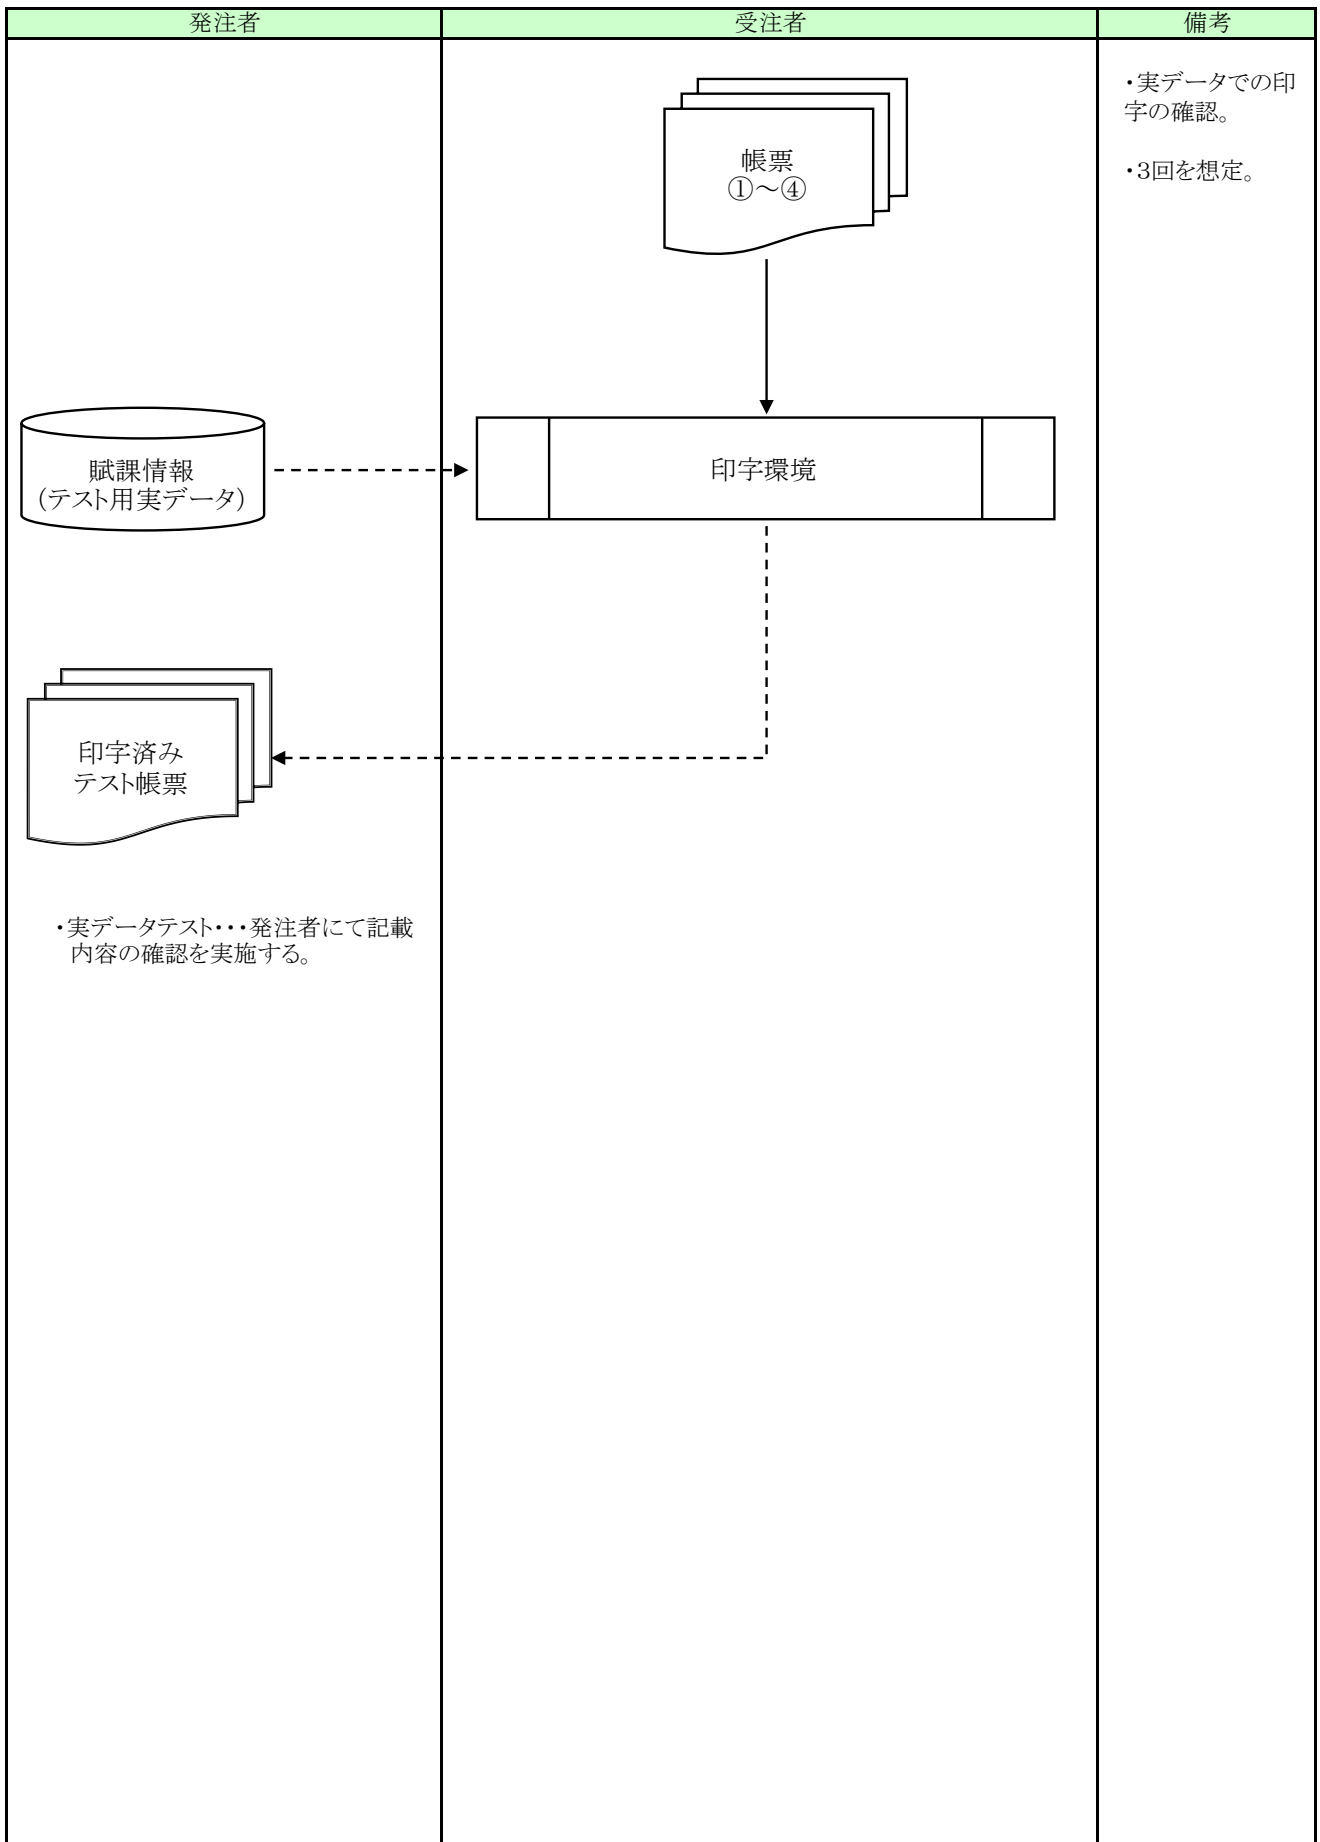 発注者
受注者
備考
・実データでの印
字の確認。
・3回を想定。
帳票
①～④
賦課情報
(テスト用実データ)
印字環境
印字済み
テスト帳票
・実データテスト・・・発注者にて記載
内容の確認を実施する。